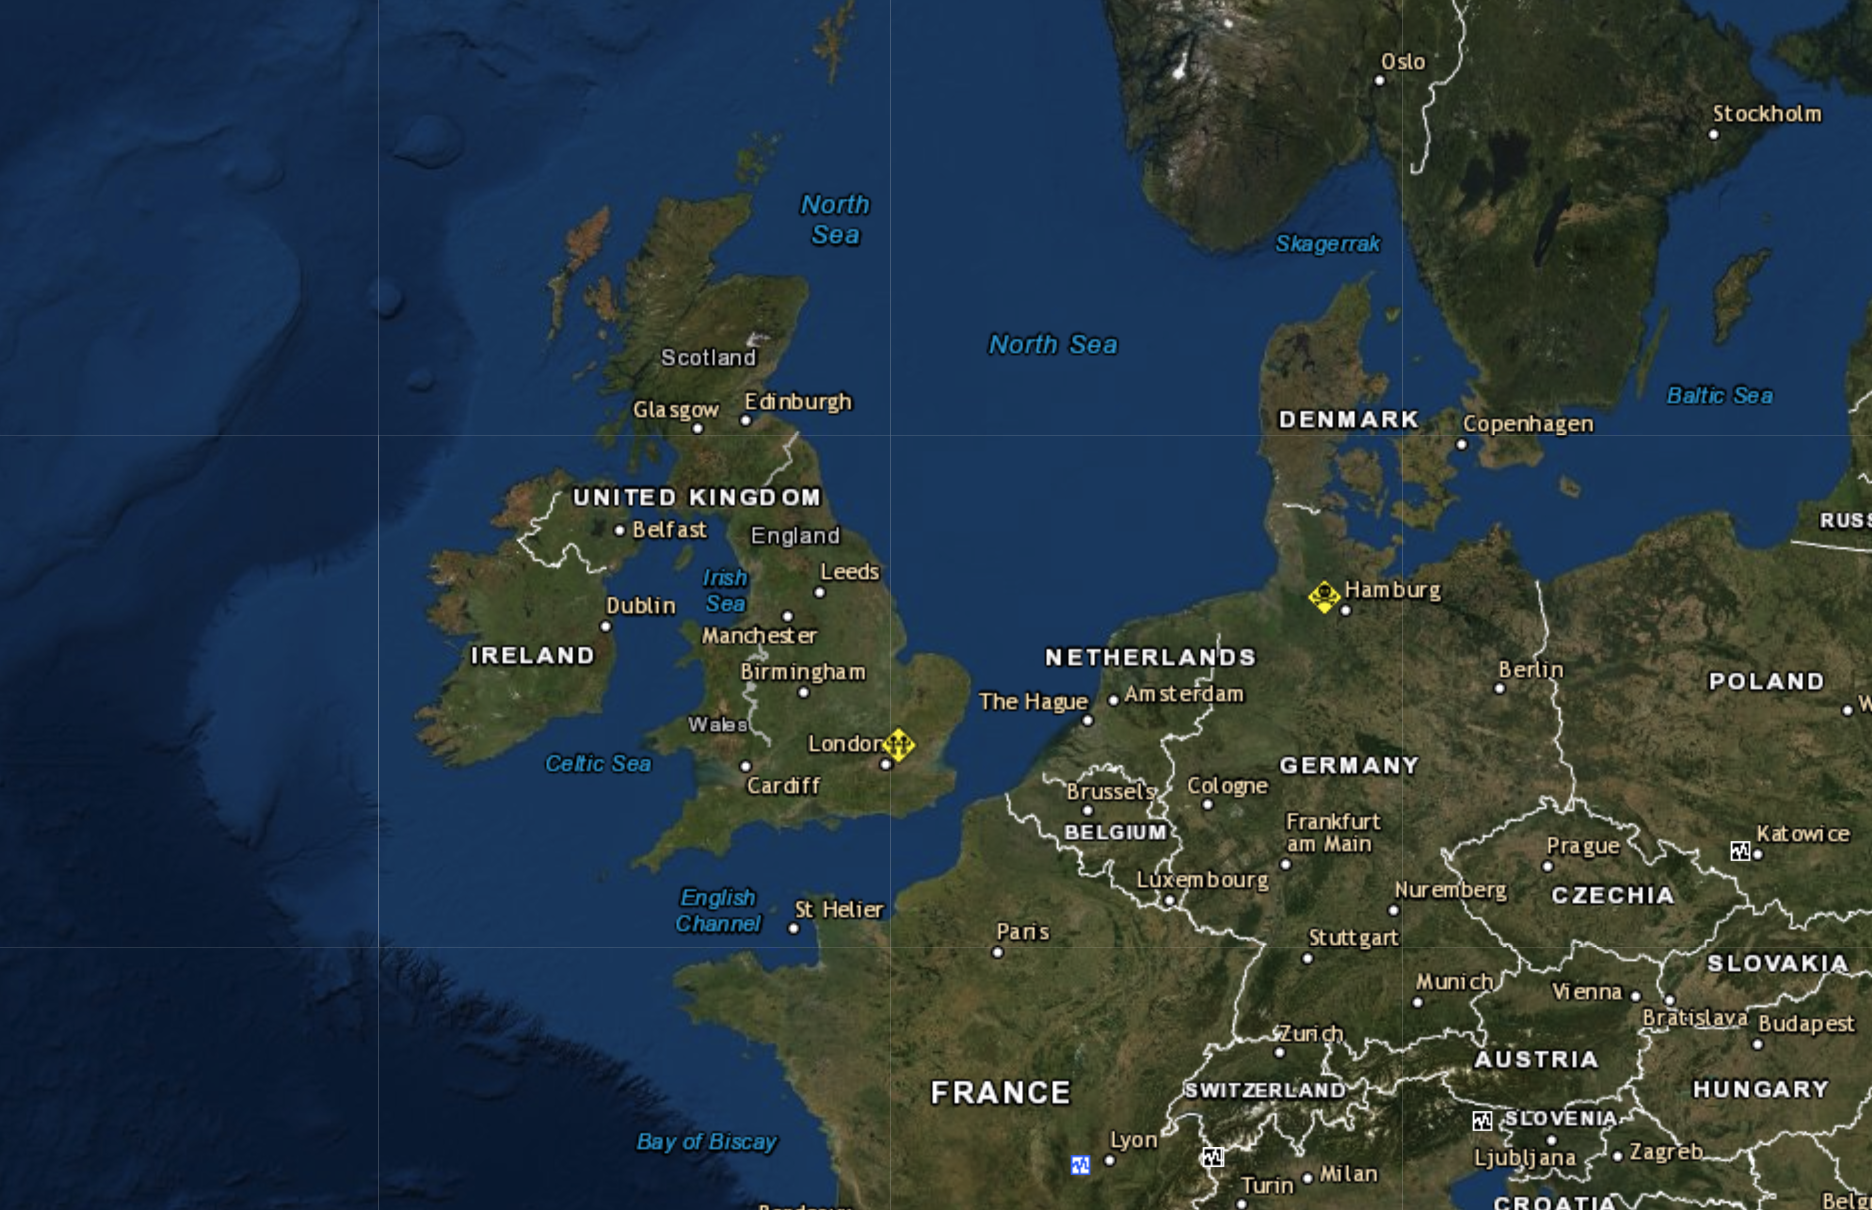 Oslo
Stockholm
North
Sea
Skagerrak
North Sea
Scotland
Glasgow
Edinburgh
Baltic Sea
DENMARK
Copenhagen
UNITED KINGDOM
Belfast
England
RUSS
Irish
Sea
Leeds
Hamburg
Dublin
Manchester
IRELAND
NETHERLANDS
Birmingham
Berlin
POLAND
The Hague
Amsterdam
W
Wales
London
Celtic Sea
GERMANY
Cardiff
Brussels
Cologne
BELGIUM
Frankfurt
am Main
Katowice
Prague
Luxembourg
Nuremberg
CZECHIA
English
Channel
St Helier
Paris
Stuttgart
SLOVAKIA
Munich
Vienna
Bratislava
Budapest
Zurich
AUSTRIA
FRANCE
SWITZERLAND
HUNGARY
SLOVENIA
Bay of Biscay
Lyon
Ljubljana
Zagreb
Turin
Milan
CROATIA
Belg